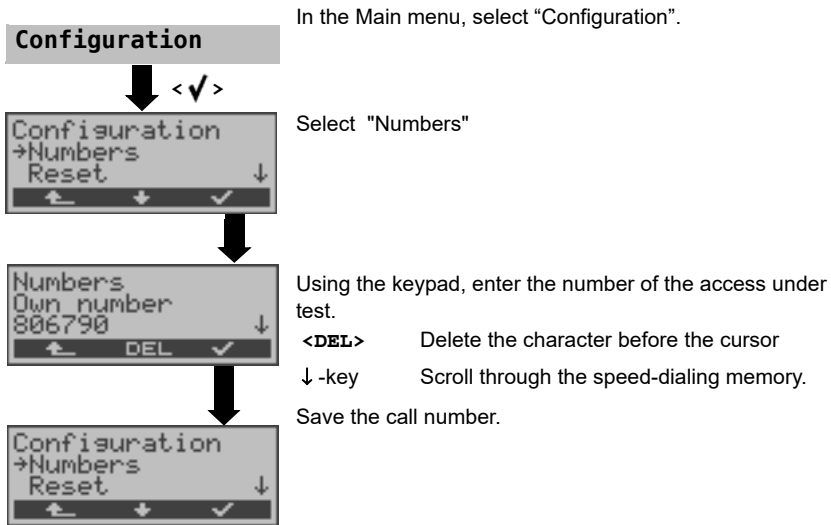 In the Main menu, select “Configuration”.
Configuration
<√>
Configuration
→Numbers
Reset ↓
Select "Numbers"
Numbers
Own number
806790 ↓
DEL
Using the keypad, enter the number of the access under
test.
<DEL> Delete the character before the cursor
↓-key Scroll through the speed-dialing memory.
Save the call number.
Configuration
→Numbers
Reset ↓